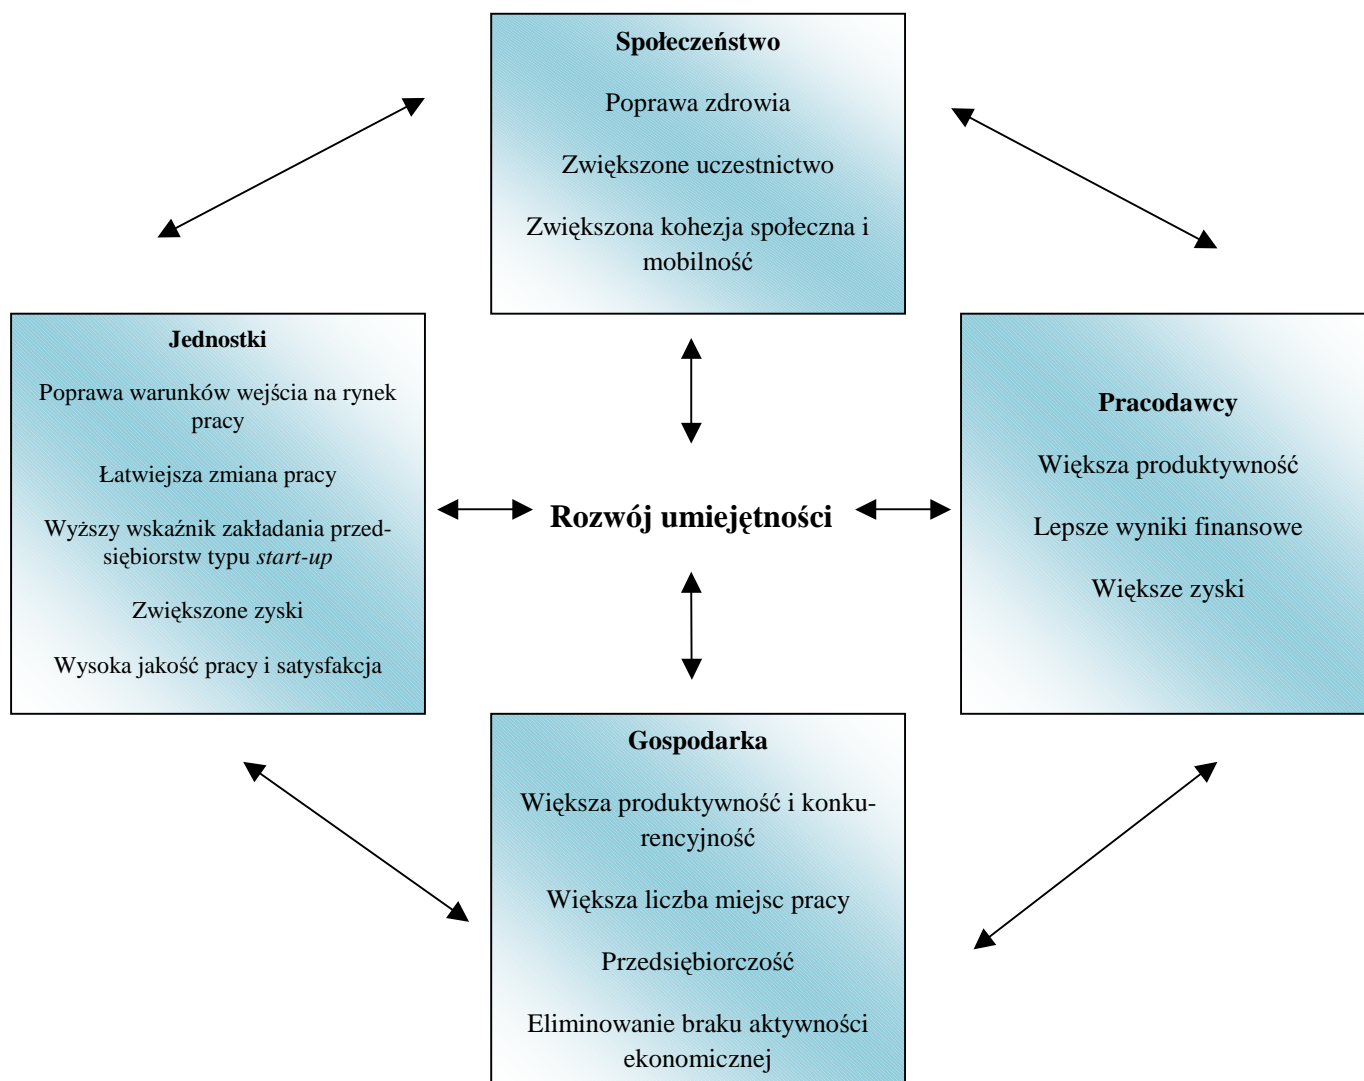 Społeczeństwo
Poprawa zdrowia
Zwiększone uczestnictwo
Zwiększona kohezja społeczna i
mobilność
Jednostki
Poprawa warunków wejścia na rynek
pracy
Łatwiejsza zmiana pracy
Wyższy wskaźnik zakładania przed-
siębiorstw typu start-up
Zwiększone zyski
Wysoka jakość pracy i satysfakcja
Rozwój umiejętności
Pracodawcy
Większa produktywność
Lepsze wyniki finansowe
Większe zyski
Gospodarka
Większa produktywność i konku-
rencyjność
Większa liczba miejsc pracy
Przedsiębiorczość
Eliminowanie braku aktywności
ekonomicznej